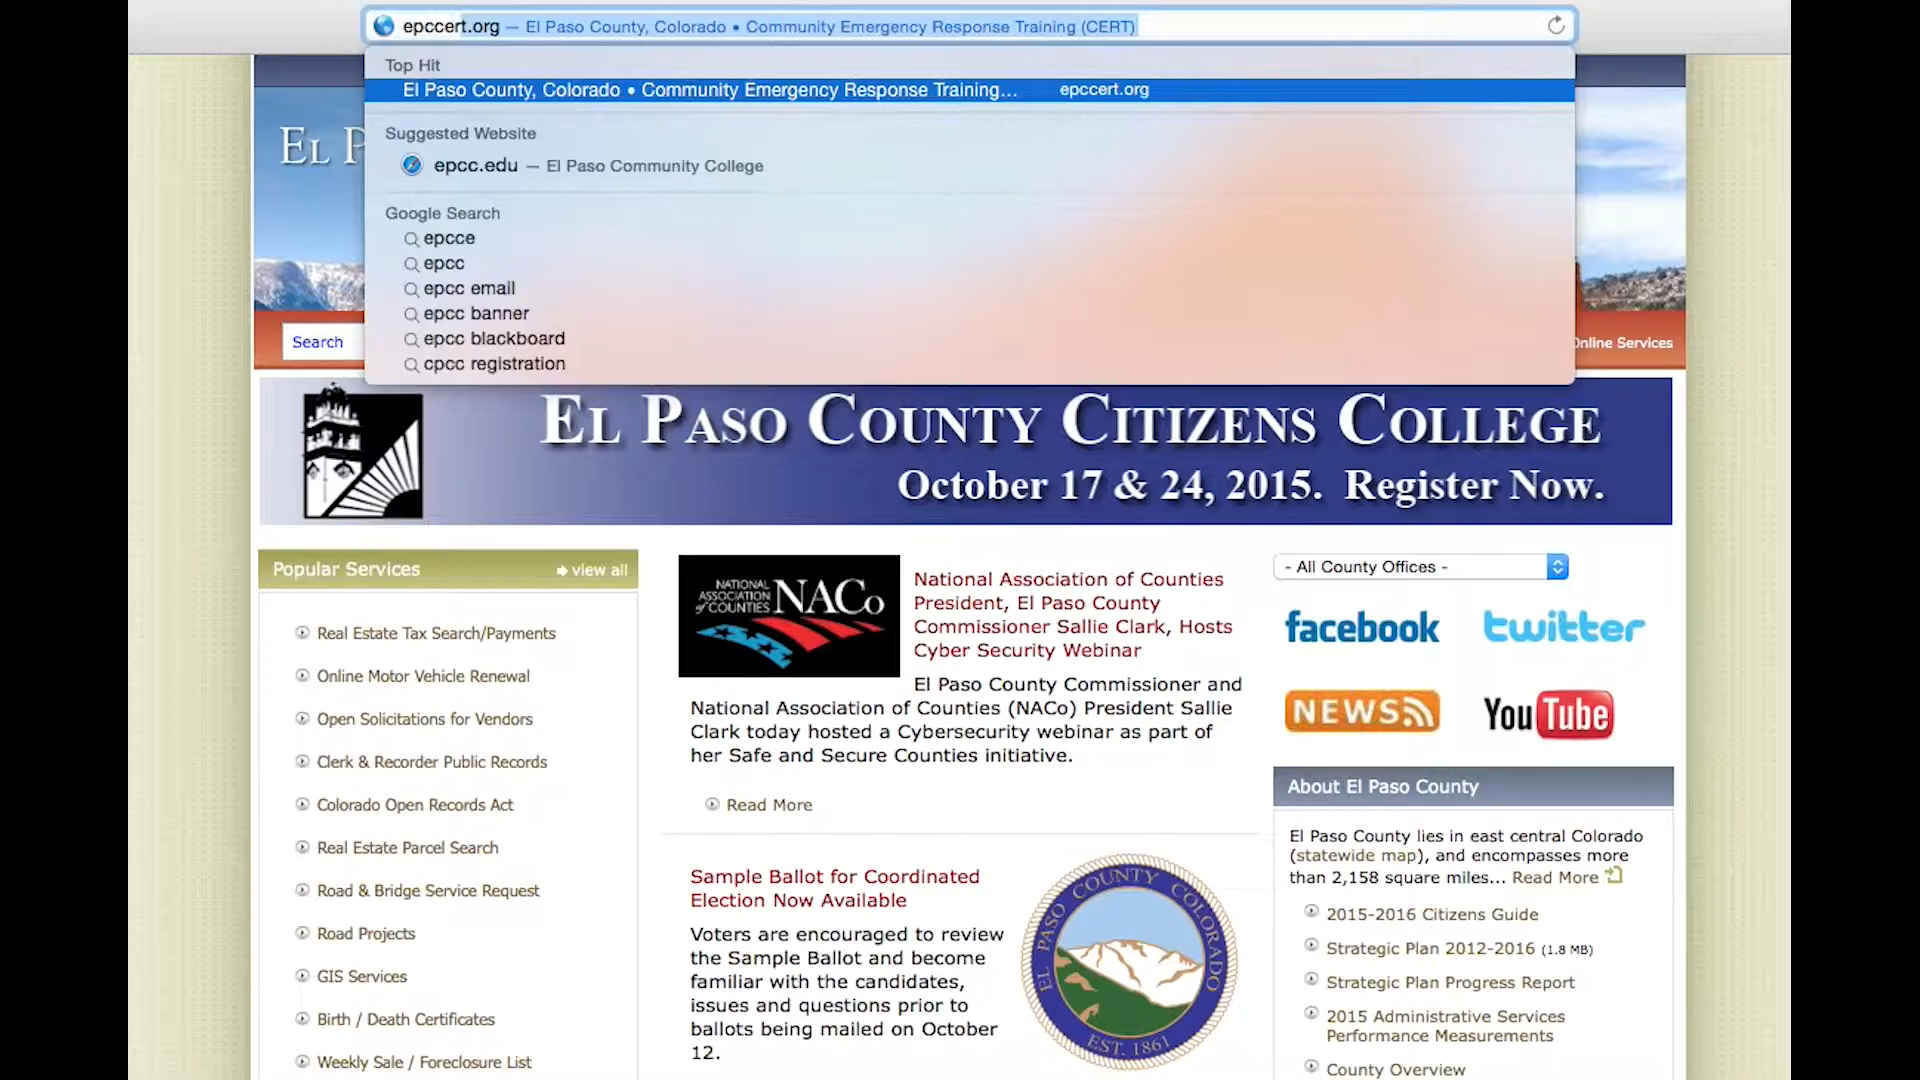 epccert.org — El Paso County, Colorado • Community Emergency Response Training (CERT)
Top Hit
El Paso County, Colorado • Community Emergency Response Training... epccert.org
Suggested Website
epcc.edu — El Paso Community College
Google Search
epcce
epcc
epcc email
epcc banner
epcc blackboard
cpcc registration
El P
Search
Online Services
El Paso County Citizens College
October 17 & 24, 2015. Register Now.
Popular Services
view all
Real Estate Tax Search/Payments
Online Motor Vehicle Renewal
Open Solicitations for Vendors
Clerk & Recorder Public Records
Colorado Open Records Act
Real Estate Parcel Search
Road & Bridge Service Request
Road Projects
GIS Services
Birth / Death Certificates
Weekly Sale / Foreclosure List
NATIONAL
ASSOCIATION
of COUNTIES
NACo
National Association of Counties
President, El Paso County
Commissioner Sallie Clark, Hosts
Cyber Security Webinar
El Paso County Commissioner and
National Association of Counties (NACo) President Sallie
Clark today hosted a Cybersecurity webinar as part of
her Safe and Secure Counties initiative.
Read More
Sample Ballot for Coordinated
Election Now Available
Voters are encouraged to review
the Sample Ballot and become
familiar with the candidates,
issues and questions prior to
ballots being mailed on October
12.
EL PASO COUNTY COLORADO
EST. 1861
- All County Offices -
facebook
twitter
NEWS
YouTube
About El Paso County
El Paso County lies in east central Colorado
(statewide map), and encompasses more
than 2,158 square miles... Read More
2015-2016 Citizens Guide
Strategic Plan 2012-2016 (1.8 MB)
Strategic Plan Progress Report
2015 Administrative Services
Performance Measurements
County Overview